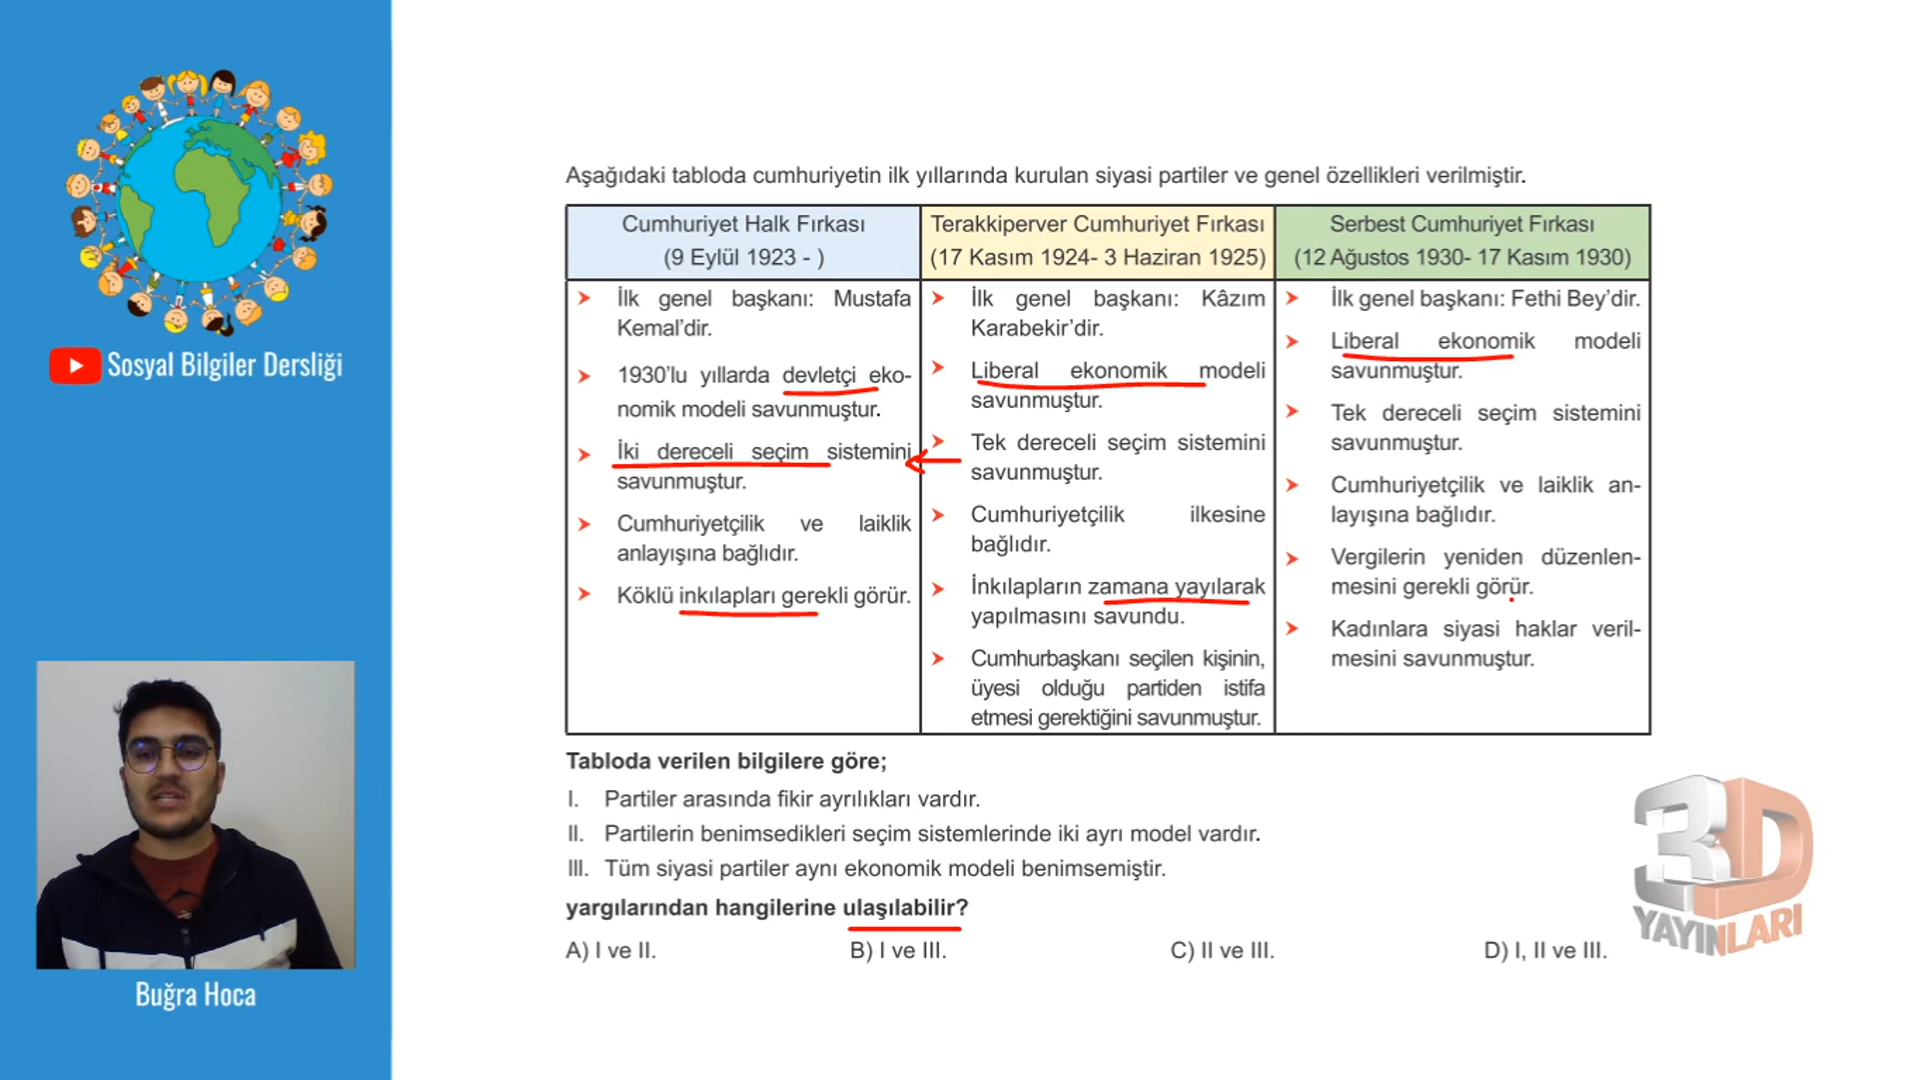 Sosyal Bilgiler Dersliği
Buğra Hoca
Aşağıdaki tabloda cumhuriyetin ilk yıllarında kurulan siyasi partiler ve genel özellikleri verilmiştir.
Cumhuriyet Halk Fırkası
(9 Eylül 1923 - )
➤ İlk genel başkanı: Mustafa
Kemal'dir.
➤ 1930'lu yıllarda devletçi eko-
nomik modeli savunmuştur.
➤ İki dereceli seçim sistemini
savunmuştur.
➤ Cumhuriyetçilik ve laiklik
anlayışına bağlıdır.
➤ Köklü inkılapları gerekli görür.
Terakkiperver Cumhuriyet Fırkası
(17 Kasım 1924- 3 Haziran 1925)
➤ İlk genel başkanı: Kâzım
Karabekir'dir.
➤ Liberal ekonomik modeli
savunmuştur.
➤ Tek dereceli seçim sistemini
savunmuştur.
➤ Cumhuriyetçilik ilkesine
bağlıdır.
➤ İnkılapların zamana yayılarak
yapılmasını savundu.
➤ Cumhurbaşkanı seçilen kişinin,
üyesi olduğu partiden istifa
etmesi gerektiğini savunmuştur.
Serbest Cumhuriyet Fırkası
(12 Ağustos 1930- 17 Kasım 1930)
➤ İlk genel başkanı: Fethi Bey'dir.
➤ Liberal ekonomik modeli
savunmuştur.
➤ Tek dereceli seçim sistemini
savunmuştur.
➤ Cumhuriyetçilik ve laiklik an-
layışına bağlıdır.
➤ Vergilerin yeniden düzenlen-
mesini gerekli görür.
➤ Kadınlara siyasi haklar veril-
mesini savunmuştur.
Tabloda verilen bilgilere göre;
I. Partiler arasında fikir ayrılıkları vardır.
II. Partilerin benimsedikleri seçim sistemlerinde iki ayrı model vardır.
III. Tüm siyasi partiler aynı ekonomik modeli benimsemiştir.
yargılarından hangilerine ulaşılabilir?
A) I ve II. B) I ve III. C) II ve III. D) I, II ve III.
3D
YAYINLARI